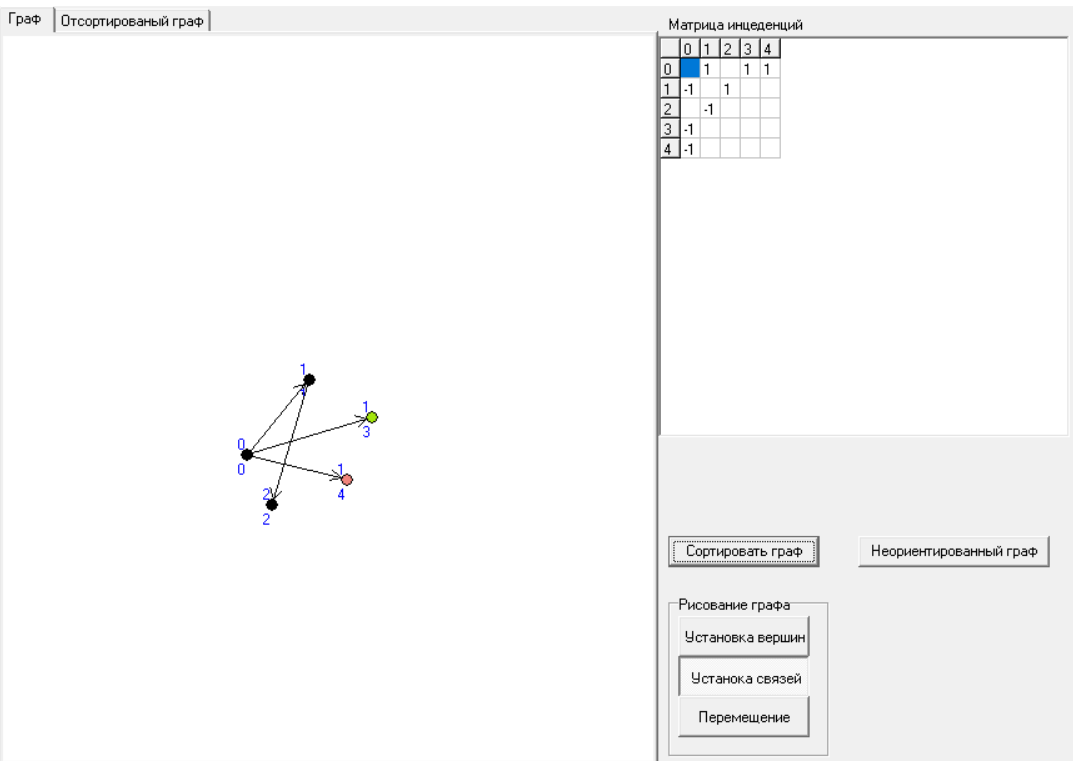 Граф Отсортированый граф
Матрица инцеденций
0 1 2 3 4
0 1 1 1
1 -1 1
2 -1
3 -1
4 -1
1
1
1
3
0
0
1
4
2
2
Сортировать граф
Неориентированный граф
Рисование графа
Установка вершин
Устанока связей
Перемещение